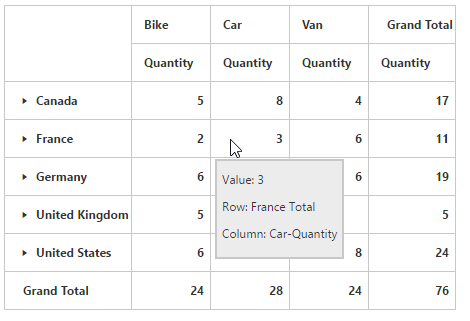 Bike Car Van Grand Total
Quantity Quantity Quantity Quantity
Canada 5 8 4 17
France 2 3 6 11
Germany 6 6 19
Value: 3
Row: France Total
Column: Car-Quantity
United Kingdom 5 5
United States 6 8 24
Grand Total 24 28 24 76